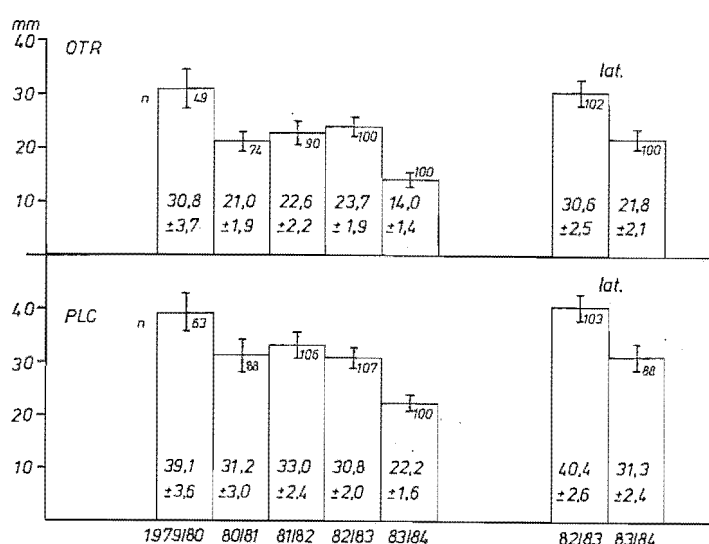 mm
40
OTR
lat.
30
n 49 102
20
74 90 100 100 100
10
30,8 21,0 22,6 23,7 14,0 30,6 21,8
±3,7 ±1,9 ±2,2 ±1,9 ±1,4 ±2,5 ±2,1
lat.
40
PLC n 63 103
30
88 106 107 88
20
100
10
39,1 31,2 33,0 30,8 22,2 40,4 31,3
±3,6 ±3,0 ±2,4 ±2,0 ±1,6 ±2,6 ±2,4
1979/80 80/81 81/82 82/83 83/84 82/83 83/84